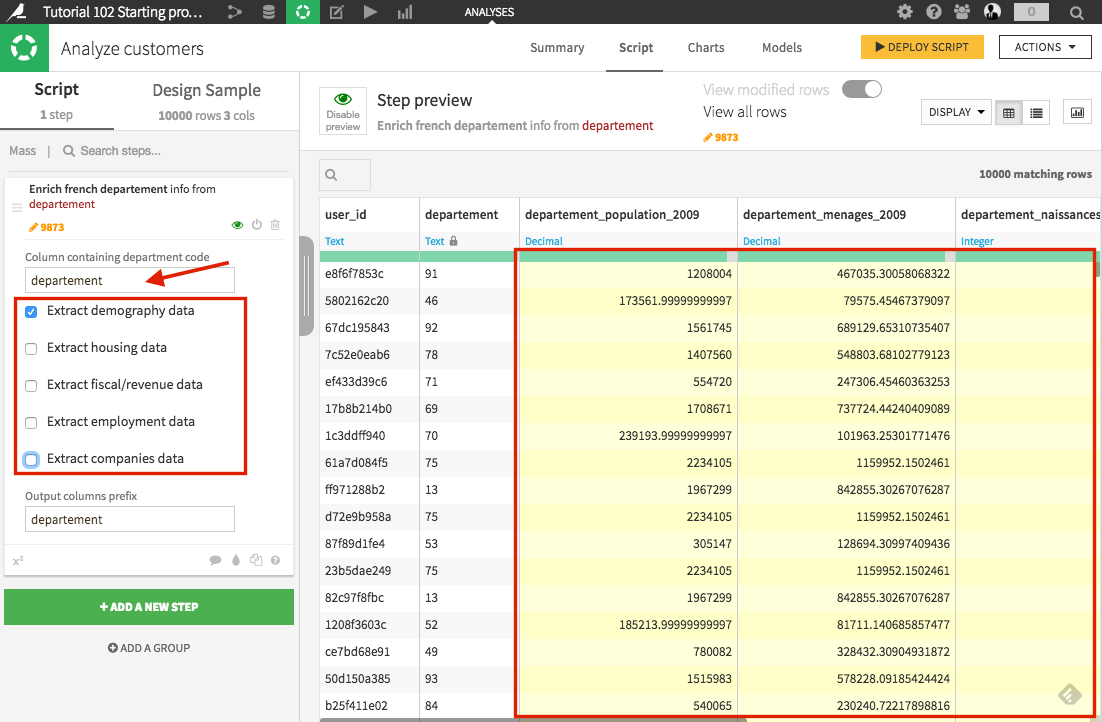 Tutorial 102 Starting pro...
ANALYSES
0
Analyze customers
Summary
Script
Charts
Models
DEPLOY SCRIPT
ACTIONS
Script
1 step
Design Sample
10000 rows 3 cols
Mass | Search steps...
Enrich french departement info from
departement
9873
Column containing department code
departement
Extract demography data
Extract housing data
Extract fiscal/revenue data
Extract employment data
Extract companies data
Output columns prefix
departement
x²
+ ADD A NEW STEP
ADD A GROUP
Disable
preview
Step preview
Enrich french departement info from departement
View modified rows
View all rows
9873
DISPLAY
10000 matching rows
user_id departement departement_population_2009 departement_menages_2009 departement_naissances
Text Text Decimal Decimal Integer
e8f6f7853c 91 1208004 467035.30058068322
5802162c20 46 173561.99999999997 79575.45467379097
67dc195843 92 1561745 689129.65310735407
7c52e0eab6 78 1407560 548803.68102779123
ef433d39c6 71 554720 247306.45460363253
17b8b214b0 69 1708671 737724.44240409089
1c3ddff940 70 239193.99999999997 101963.25301771476
61a7d084f5 75 2234105 1159952.1502461
ff971288b2 13 1967299 842855.30267076287
d72e9b958a 75 2234105 1159952.1502461
87f89d1fe4 53 305147 128694.30997409436
23b5dae249 75 2234105 1159952.1502461
82c97f8fbc 13 1967299 842855.30267076287
1208f3603c 52 185213.99999999997 81711.140685857477
ce7bd68e91 49 780082 328432.30904931872
50d150a385 93 1515983 578228.09185424424
b25f411e02 84 540065 230240.72217898816